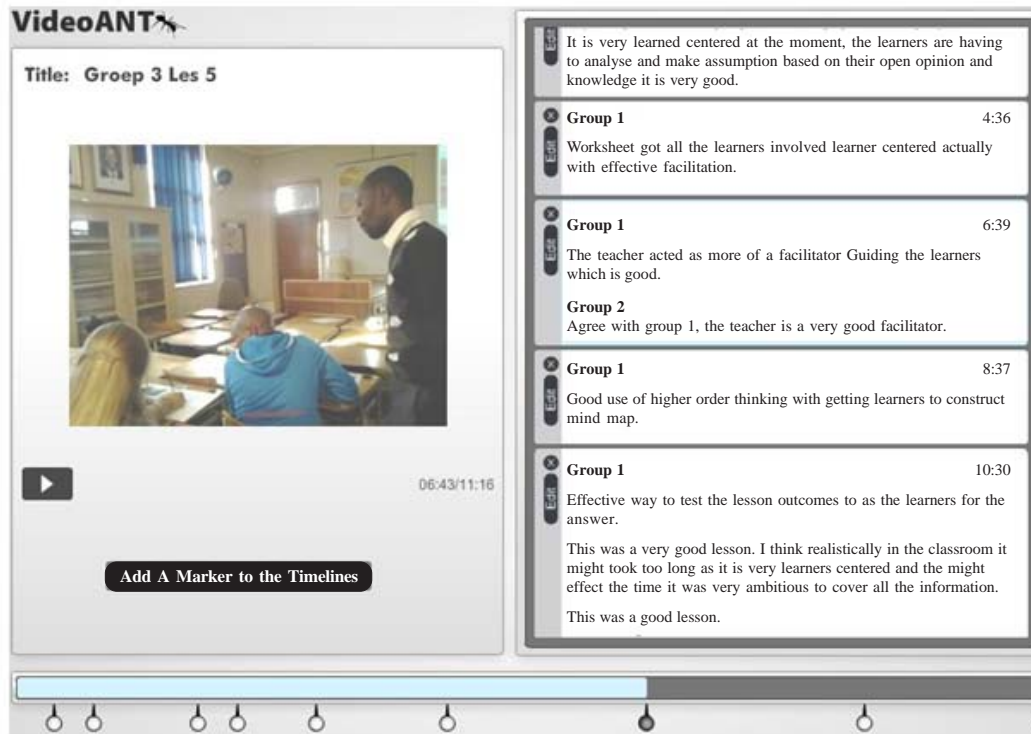 VideoANT
Title: Groep 3 Les 5
06:43/11:16
Add A Marker to the Timelines
Edit
It is very learned centered at the moment, the learners are having
to analyse and make assumption based on their open opinion and
knowledge it is very good.
Edit
Group 1 4:36
Worksheet got all the learners involved learner centered actually
with effective facilitation.
Edit
Group 1 6:39
The teacher acted as more of a facilitator Guiding the learners
which is good.
Group 2
Agree with group 1, the teacher is a very good facilitator.
Edit
Group 1 8:37
Good use of higher order thinking with getting learners to construct
mind map.
Edit
Group 1 10:30
Effective way to test the lesson outcomes to as the learners for the
answer.
This was a very good lesson. I think realistically in the classroom it
might took too long as it is very learners centered and the might
effect the time it was very ambitious to cover all the information.
This was a good lesson.